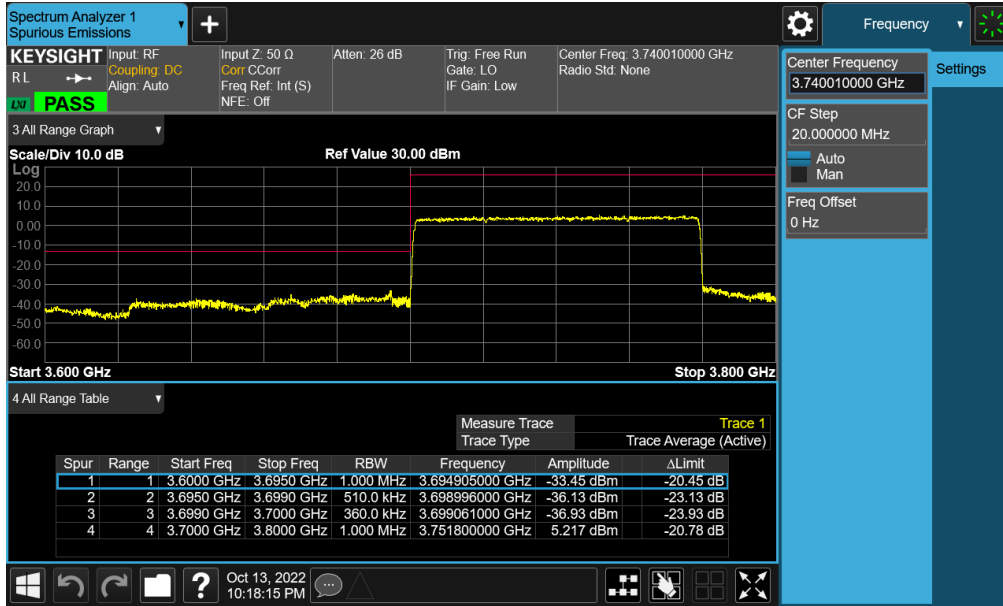 Spectrum Analyzer 1
Spurious Emissions
Frequency
KEYSIGHT
R L
LXI
PASS
Input: RF
Coupling: DC
Align: Auto
Input Z: 50 Ω
Corr CCorr
Freq Ref: Int (S)
NFE: Off
Atten: 26 dB
Trig: Free Run
Gate: LO
IF Gain: Low
Center Freq: 3.740010000 GHz
Radio Std: None
Center Frequency
3.740010000 GHz
Settings
CF Step
20.000000 MHz
Auto
Man
Freq Offset
0 Hz
3 All Range Graph
Scale/Div 10.0 dB
Ref Value 30.00 dBm
Log
20.0
10.0
0.00
-10.0
-20.0
-30.0
-40.0
-50.0
-60.0
Start 3.600 GHz
Stop 3.800 GHz
4 All Range Table
Measure Trace Trace 1
Trace Type Trace Average (Active)
Spur Range Start Freq Stop Freq RBW Frequency Amplitude ΔLimit
1 1 3.6000 GHz 3.6950 GHz 1.000 MHz 3.694905000 GHz -33.45 dBm -20.45 dB
2 2 3.6950 GHz 3.6990 GHz 510.0 kHz 3.698996000 GHz -36.13 dBm -23.13 dB
3 3 3.6990 GHz 3.7000 GHz 360.0 kHz 3.699061000 GHz -36.93 dBm -23.93 dB
4 4 3.7000 GHz 3.8000 GHz 1.000 MHz 3.751800000 GHz 5.217 dBm -20.78 dB
?
Oct 13, 2022
10:18:15 PM